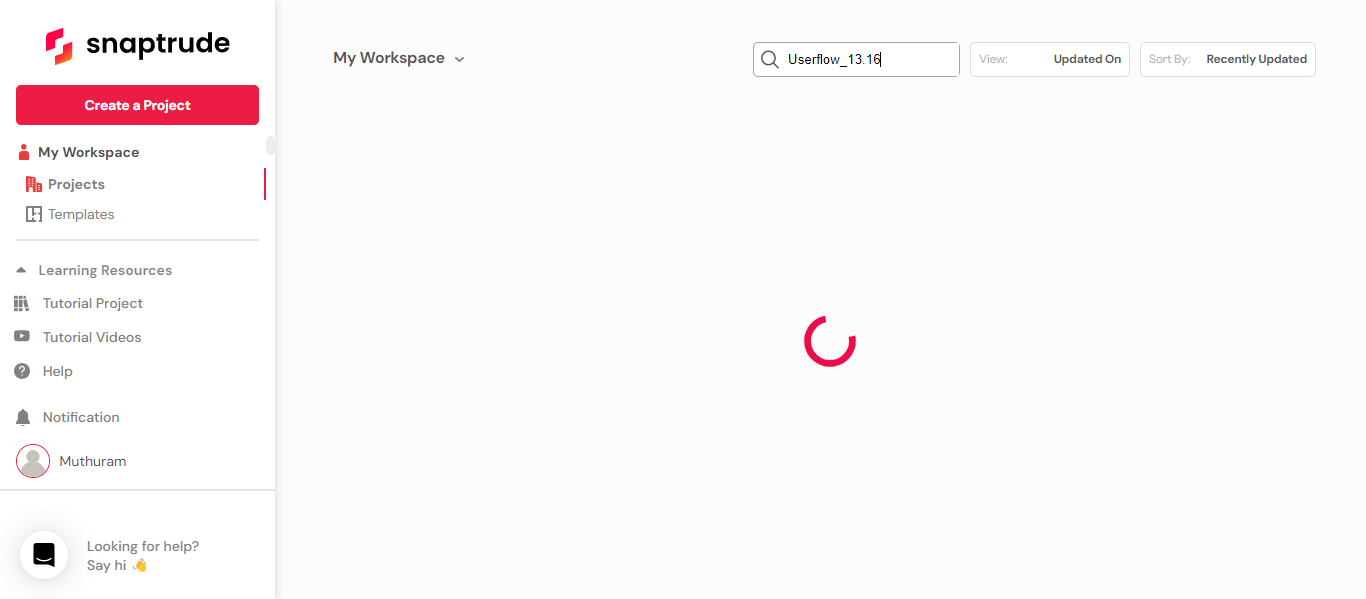 snaptrude
Create a Project
My Workspace
Projects
Templates
Learning Resources
Tutorial Project
Tutorial Videos
Help
Notification
Muthuram
Looking for help?
Say hi 👋
My Workspace
Userflow_13.16
View: Updated On
Sort By: Recently Updated